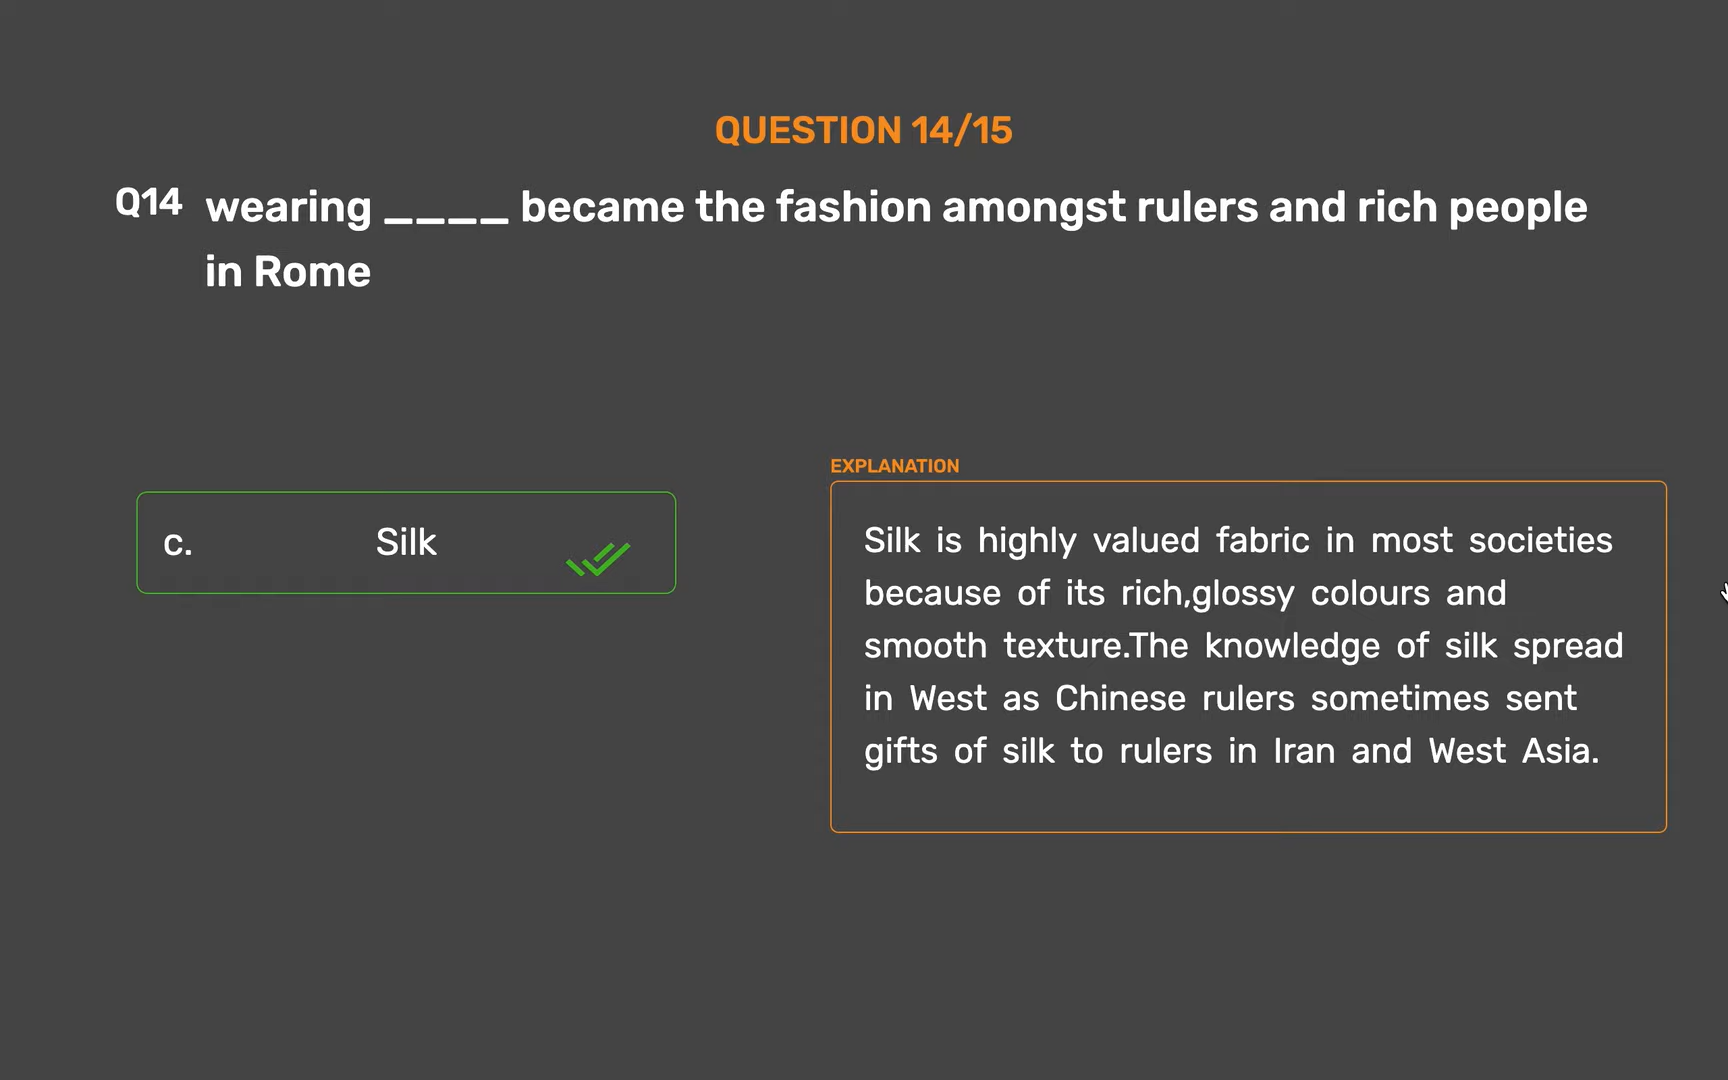 QUESTION 14/15
Q14 wearing ____ became the fashion amongst rulers and rich people
in Rome
c. Silk
EXPLANATION
Silk is highly valued fabric in most societies
because of its rich,glossy colours and
smooth texture.The knowledge of silk spread
in West as Chinese rulers sometimes sent
gifts of silk to rulers in Iran and West Asia.